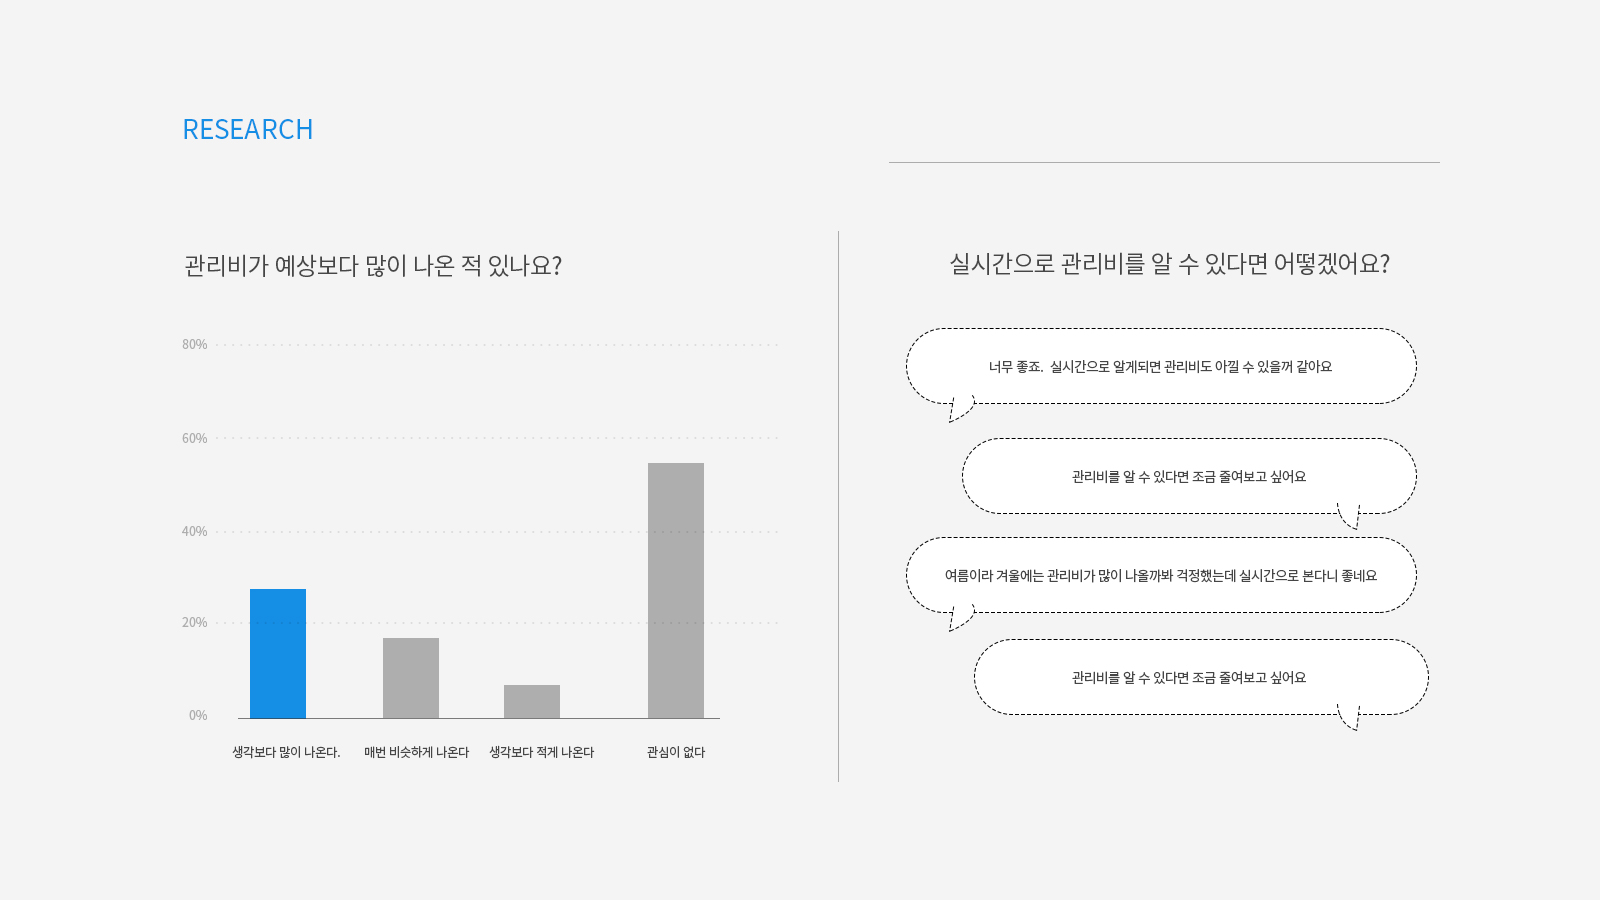 RESEARCH
관리비가 예상보다 많이 나온 적 있나요?
80%
60%
40%
20%
0%
생각보다 많이 나온다.
매번 비슷하게 나온다
생각보다 적게 나온다
관심이 없다
실시간으로 관리비를 알 수 있다면 어떻겠어요?
너무 좋죠. 실시간으로 알게되면 관리비도 아낄 수 있을꺼 같아요
관리비를 알 수 있다면 조금 줄여보고 싶어요
여름이라 겨울에는 관리비가 많이 나올까봐 걱정했는데 실시간으로 본다니 좋네요
관리비를 알 수 있다면 조금 줄여보고 싶어요